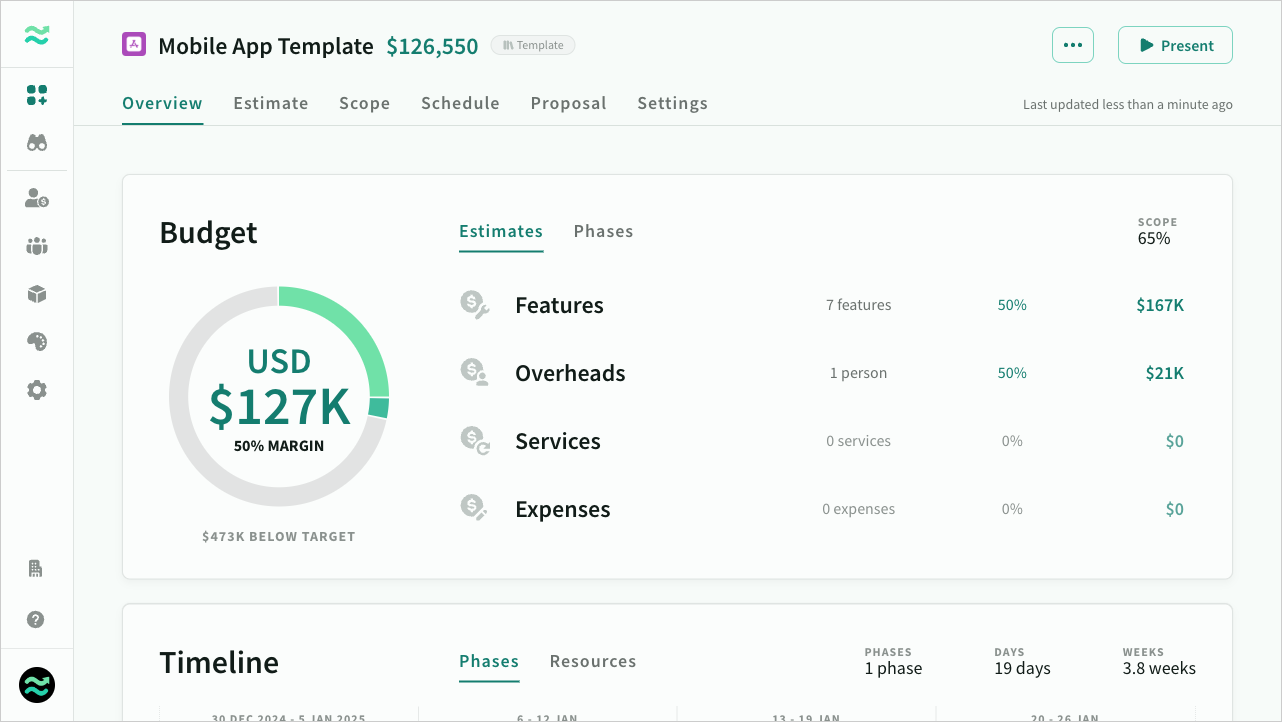 Mobile App Template $126,550 Template
Present
Overview Estimate Scope Schedule Proposal Settings
Last updated less than a minute ago
Budget
Estimates Phases
SCOPE
65%
USD
$127K
50% MARGIN
$473K BELOW TARGET
Features 7 features 50% $167K
Overheads 1 person 50% $21K
Services 0 services 0% $0
Expenses 0 expenses 0% $0
Timeline
Phases Resources
PHASES
1 phase
DAYS
19 days
WEEKS
3.8 weeks
30 DEC 2024 - 5 JAN 2025 6 - 12 JAN 13 - 19 JAN 20 - 26 JAN